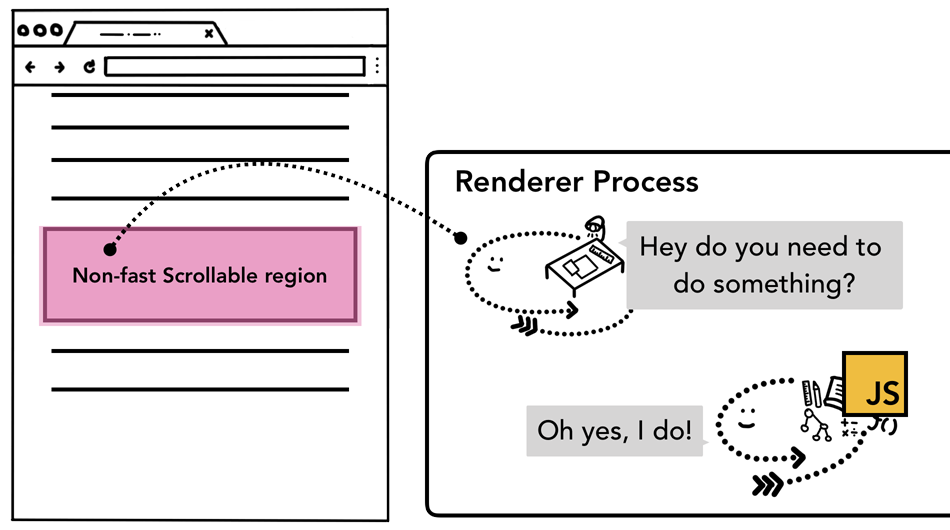 Non-fast Scrollable region
Renderer Process
Hey do you need to
do something?
Oh yes, I do!
JS